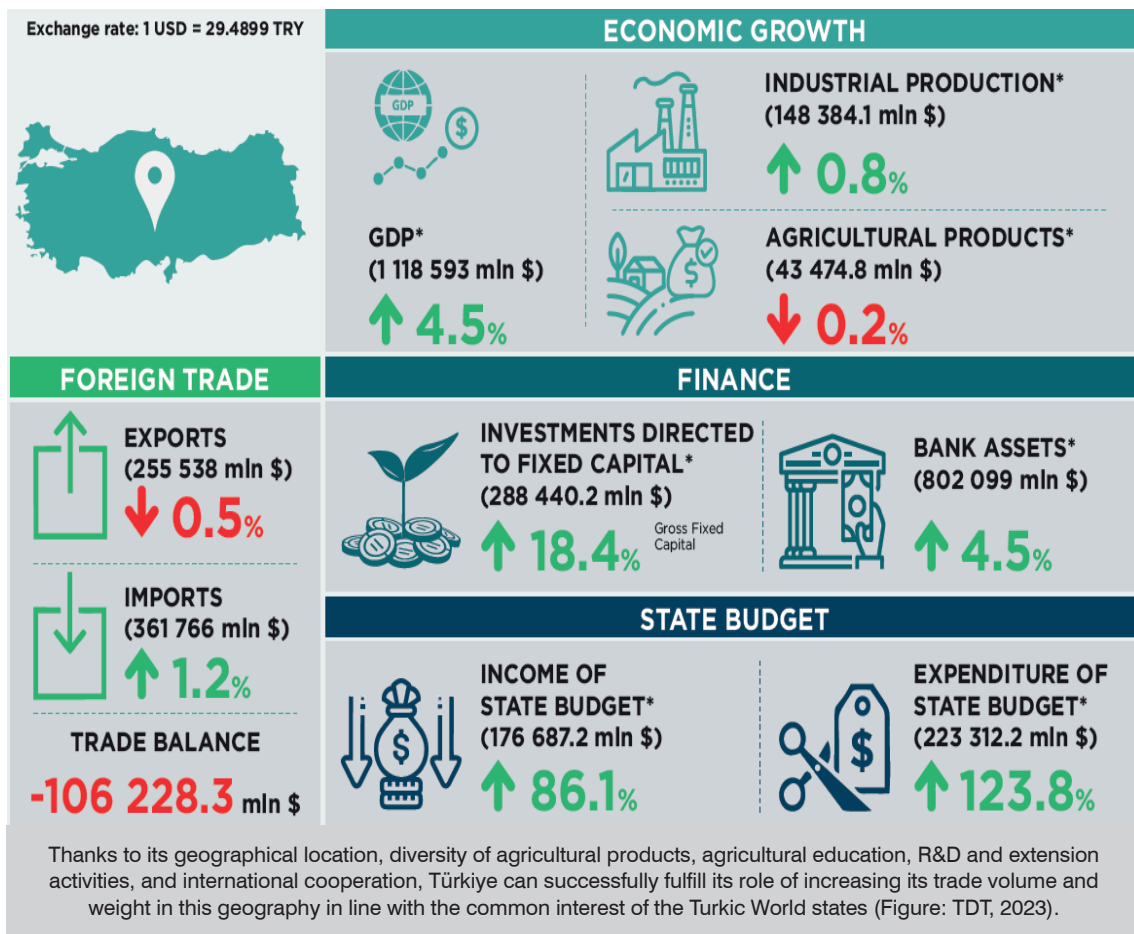 Exchange rate: 1 USD = 29.4899 TRY
ECONOMIC GROWTH
GDP
$
GDP*
(1 118 593 mln $)
4.5%
INDUSTRIAL PRODUCTION*
(148 384.1 mln $)
0.8%
$
AGRICULTURAL PRODUCTS*
(43 474.8 mln $)
0.2%
FOREIGN TRADE
EXPORTS
(255 538 mln $)
0.5%
IMPORTS
(361 766 mln $)
1.2%
TRADE BALANCE
-106 228.3 mln $
FINANCE
INVESTMENTS DIRECTED
TO FIXED CAPITAL*
(288 440.2 mln $)
18.4%
Gross Fixed
Capital
BANK ASSETS*
(802 099 mln $)
4.5%
STATE BUDGET
$
INCOME OF
STATE BUDGET*
(176 687.2 mln $)
86.1%
$
EXPENDITURE OF
STATE BUDGET*
(223 312.2 mln $)
123.8%
Thanks to its geographical location, diversity of agricultural products, agricultural education, R&D and extension
activities, and international cooperation, Türkiye can successfully fulfill its role of increasing its trade volume and
weight in this geography in line with the common interest of the Turkic World states (Figure: TDT, 2023).